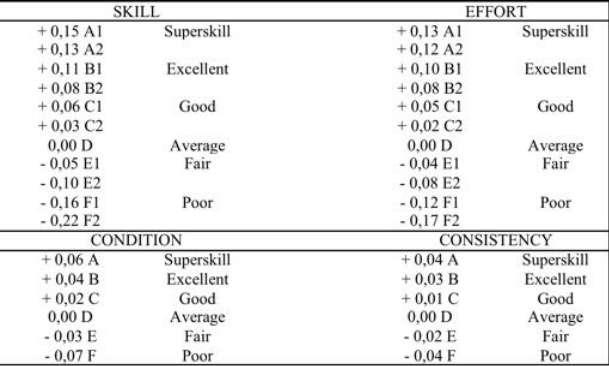 SKILL EFFORT
+ 0,15 A1 Superskill + 0,13 A1 Superskill
+ 0,13 A2 + 0,12 A2
+ 0,11 B1 Excellent + 0,10 B1 Excellent
+ 0,08 B2 + 0,08 B2
+ 0,06 C1 Good + 0,05 C1 Good
+ 0,03 C2 + 0,02 C2
0,00 D Average 0,00 D Average
- 0,05 E1 Fair - 0,04 E1 Fair
- 0,10 E2 - 0,08 E2
- 0,16 F1 Poor - 0,12 F1 Poor
- 0,22 F2 - 0,17 F2
CONDITION CONSISTENCY
+ 0,06 A Superskill + 0,04 A Superskill
+ 0,04 B Excellent + 0,03 B Excellent
+ 0,02 C Good + 0,01 C Good
0,00 D Average 0,00 D Average
- 0,03 E Fair - 0,02 E Fair
- 0,07 F Poor - 0,04 F Poor